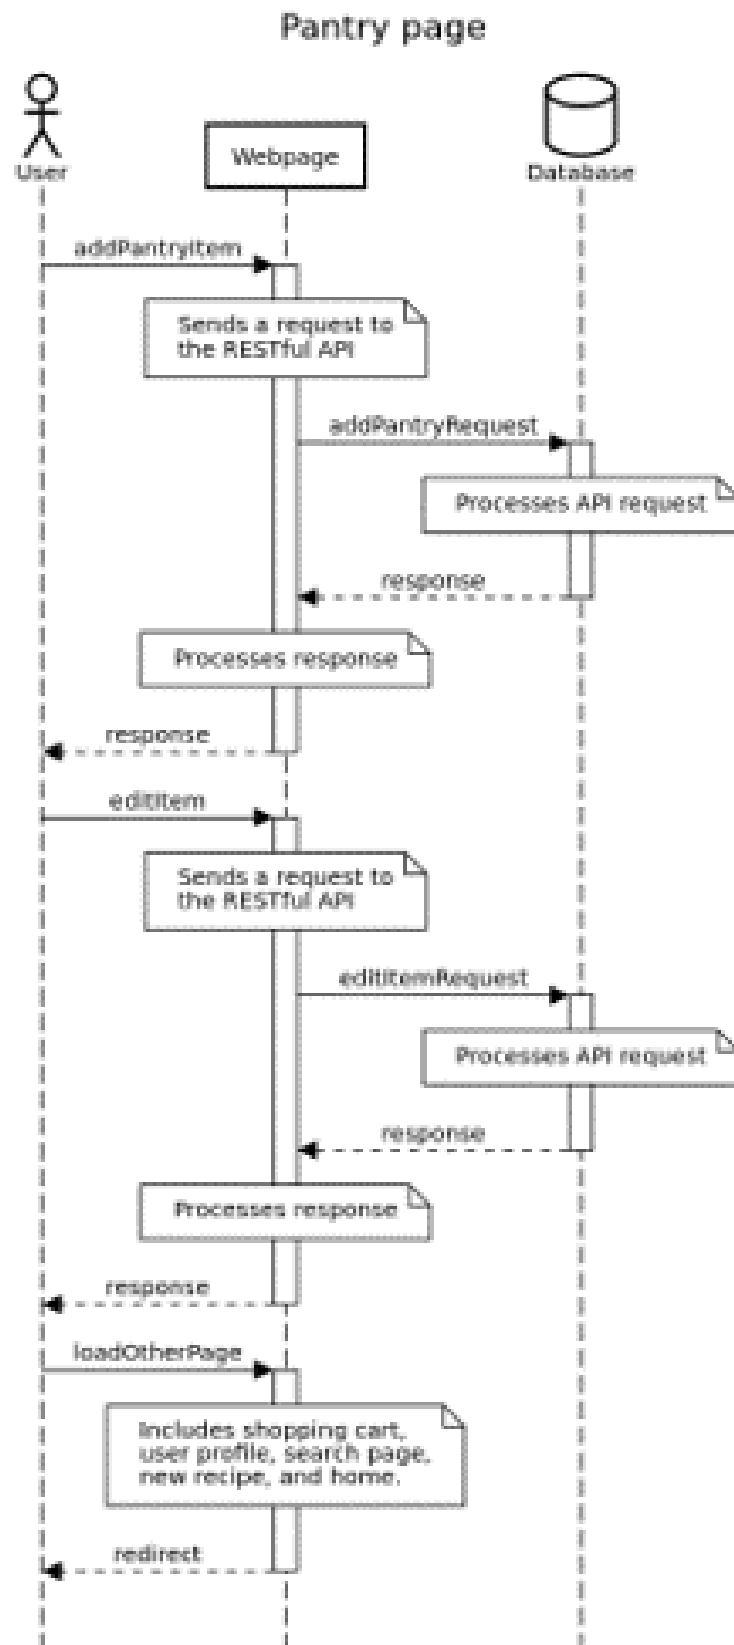 Pantry page
User
Webpage
Database
addPantryItem
Sends a request to
the RESTful API
addPantryRequest
Processes API request
response
Processes response
response
editItem
Sends a request to
the RESTful API
editItemRequest
Processes API request
response
Processes response
response
loadOtherPage
Includes shopping cart,
user profile, search page,
new recipe, and home.
redirect